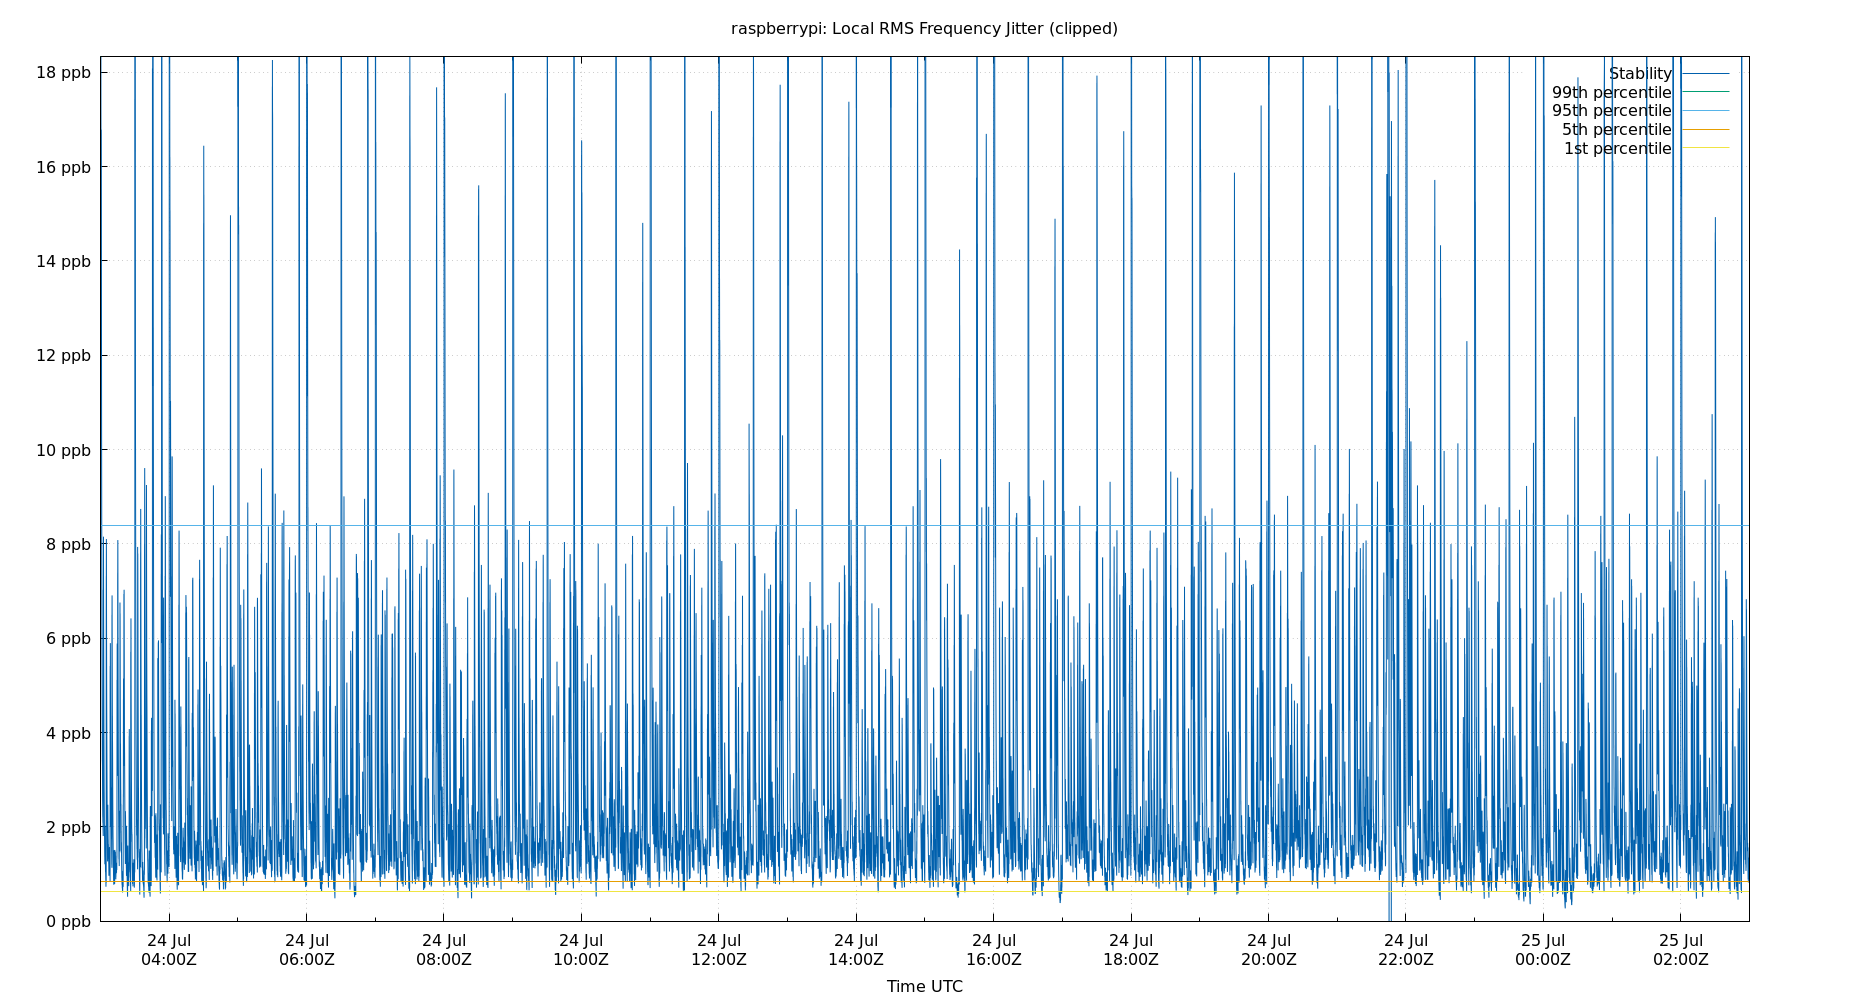 raspberrypi: Local RMS Frequency Jitter (clipped)
18 ppb
16 ppb
14 ppb
12 ppb
10 ppb
8 ppb
6 ppb
4 ppb
2 ppb
0 ppb
Stability
99th percentile
95th percentile
5th percentile
1st percentile
24 Jul
04:00Z
24 Jul
06:00Z
24 Jul
08:00Z
24 Jul
10:00Z
24 Jul
12:00Z
24 Jul
14:00Z
24 Jul
16:00Z
24 Jul
18:00Z
24 Jul
20:00Z
24 Jul
22:00Z
25 Jul
00:00Z
25 Jul
02:00Z
Time UTC